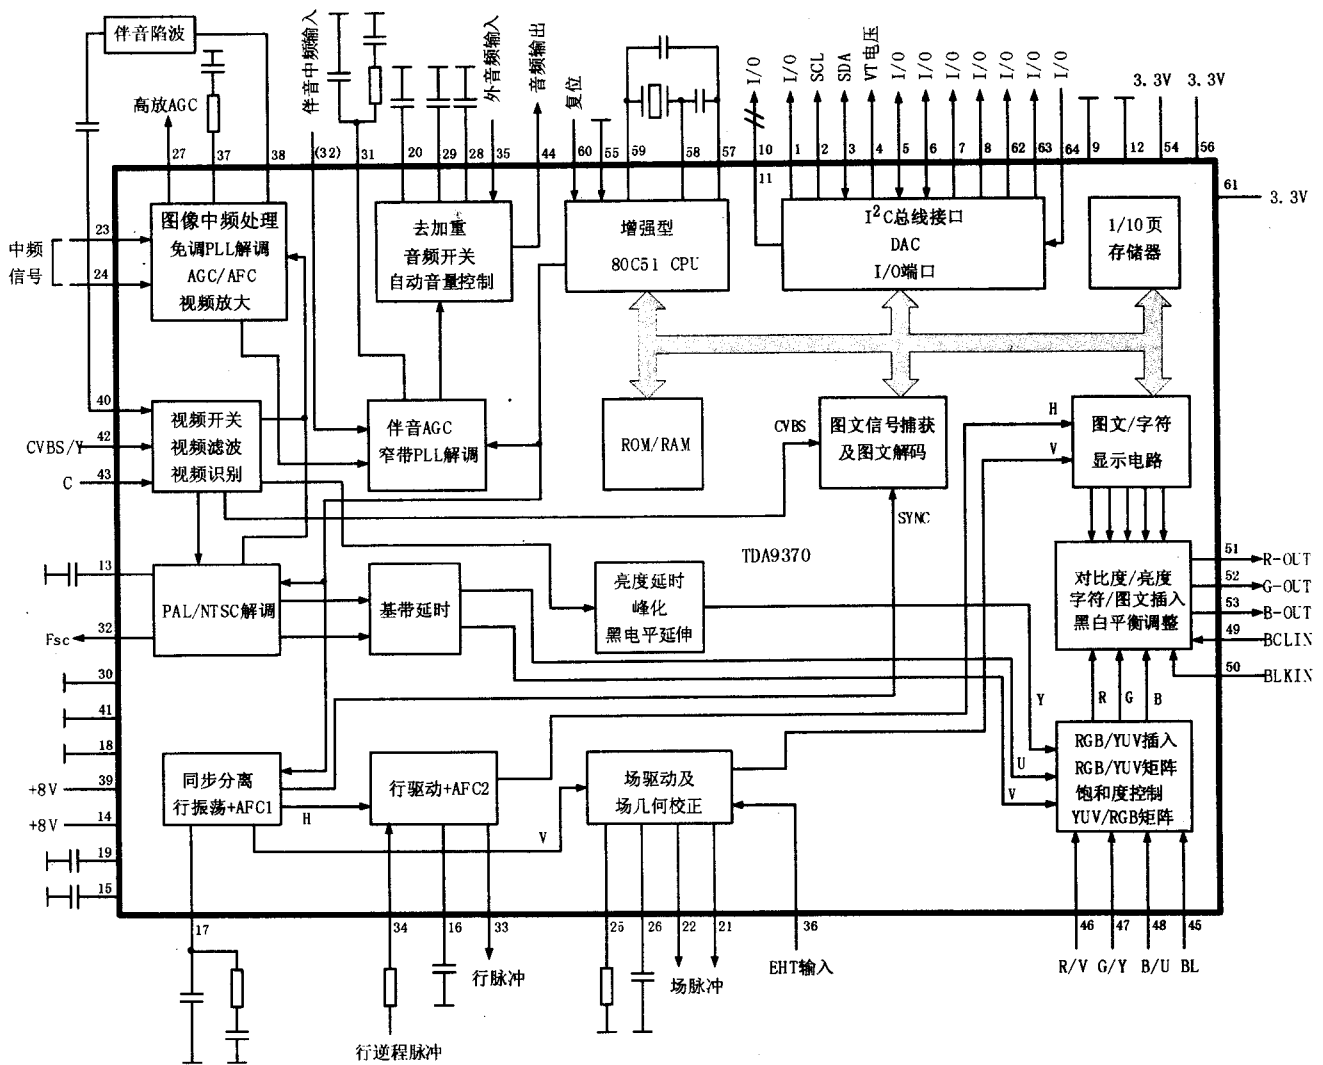 伴音陷波
高放AGC
伴音中频输入
外音频输入
音频输出
复位
I/O
I/O
SCL
SDA
VT电压
I/O
I/O
I/O
I/O
I/O
I/O
3.3V
3.3V
27
37
38
(32)
31
20
29
28
35
44
60
55
59
58
57
10
11
1
2
3
4
5
6
7
8
62
63
64
9
12
54
56
61
3.3V
中频
信号
23
24
图像中频处理
免调PLL解调
AGC/AFC
视频放大
去加重
音频开关
自动音量控制
增强型
80C51 CPU
I²C总线接口
DAC
I/O端口
1/10页
存储器
40
CVBS/Y
42
C
43
视频开关
视频滤波
视频识别
伴音AGC
窄带PLL解调
ROM/RAM
CVBS
图文信号捕获
及图文解码
SYNC
H
V
图文/字符
显示电路
TDA9370
13
Fsc
32
PAL/NTSC解调
基带延时
亮度延时
峰化
黑电平延伸
对比度/亮度
字符/图文插入
黑白平衡调整
51
R-OUT
52
G-OUT
53
B-OUT
49
BCLIN
50
BLKIN
30
41
18
39
+8V
14
+8V
19
15
Y
U
V
R
G
B
同步分离
行振荡+AFC1
H
V
行驱动+AFC2
场驱动及
场几何校正
RGB/YUV插入
RGB/YUV矩阵
饱和度控制
YUV/RGB矩阵
17
34
16
33
25
26
22
21
36
46
47
48
45
行脉冲
场脉冲
EHT输入
R/V
G/Y
B/U
BL
行逆程脉冲